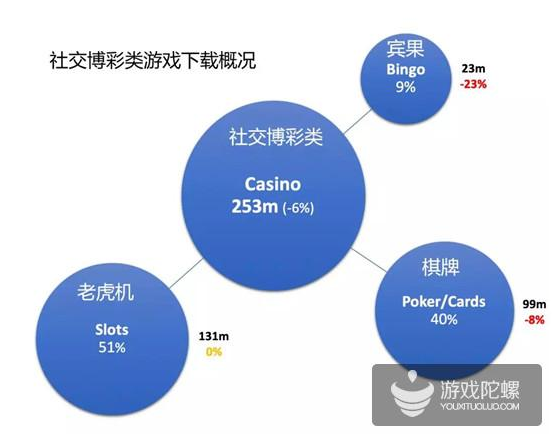 社交博彩类游戏下载概况
宾果
Bingo
9%
23m
-23%
社交博彩类
Casino
253m (-6%)
老虎机
Slots
51%
131m
0%
棋牌
Poker/Cards
40%
99m
-8%
游戏陀螺
YOUXITUOLUO.COM